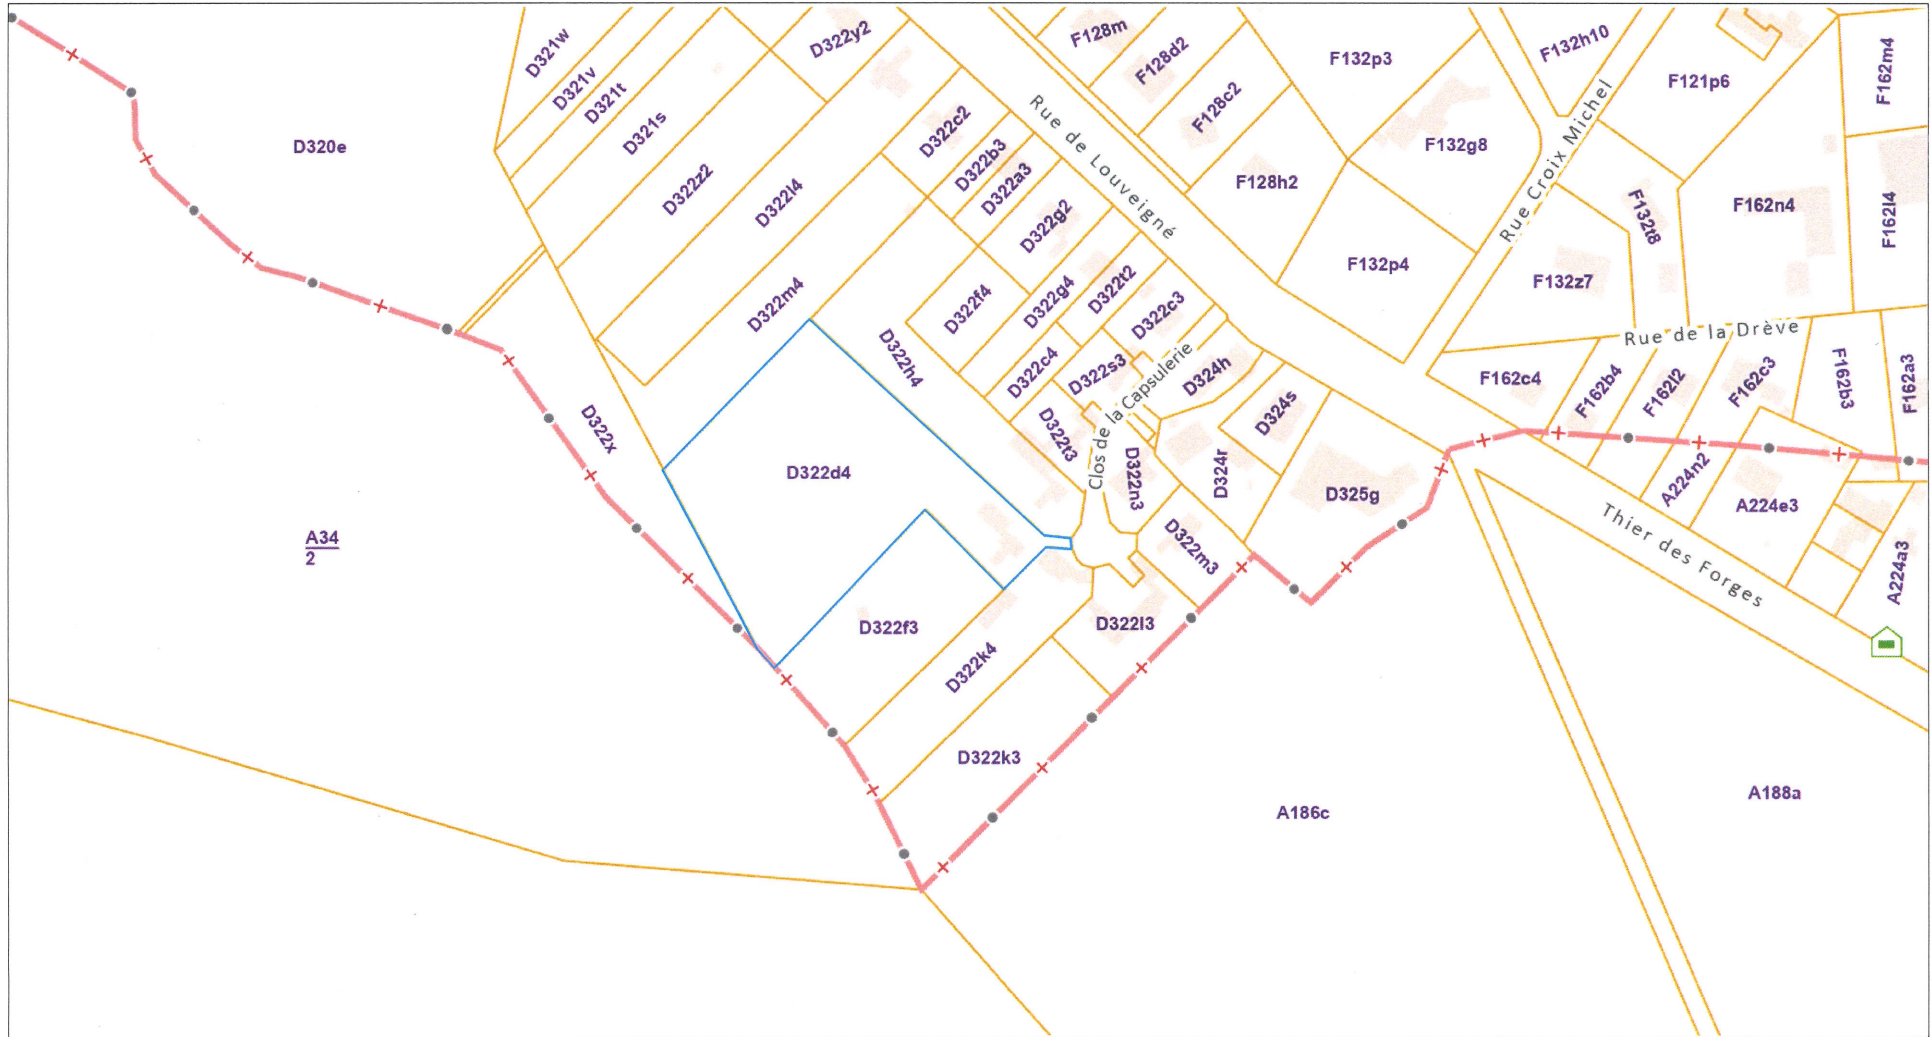 D320e
D321w
D321v
D321t
D321s
D322z2
D322y2
D322l4
D322m4
D322c2
D322b3
D322a3
D322g2
D322f4
D322g4
D322t2
D322c3
D322h4
D322c4
D322s3
D322t3
Rue de Louveigné
Clos de la Capsulerie
D324h
D324s
D324r
D322n3
D325g
D322m3
D322l3
D322x
D322d4
D322f3
D322k4
D322k3
A34
2
F128m
F128d2
F128c2
F128h2
F132p3
F132g8
F132p4
F132h10
Rue Croix Michel
F121p6
F162m4
F132t8
F162n4
F162l4
F132z7
Rue de la Drève
F162c4
F162b4
F162l2
F162c3
F162b3
F162a3
A224n2
A224e3
A224a3
Thier des Forges
A186c
A188a